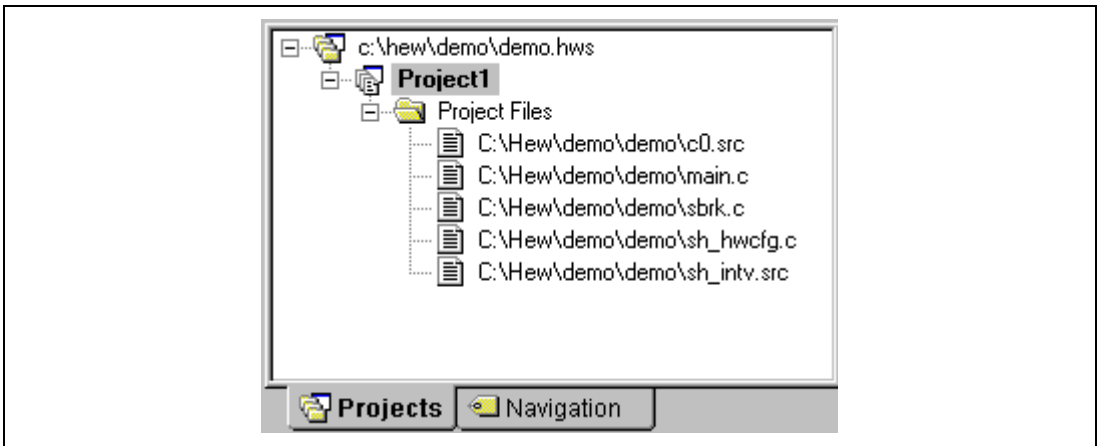 c:\hew\demo\demo.hws
Project1
Project Files
C:\Hew\demo\demo\c0.src
C:\Hew\demo\demo\main.c
C:\Hew\demo\demo\sbrk.c
C:\Hew\demo\demo\sh_hwcfg.c
C:\Hew\demo\demo\sh_intv.src
Projects Navigation